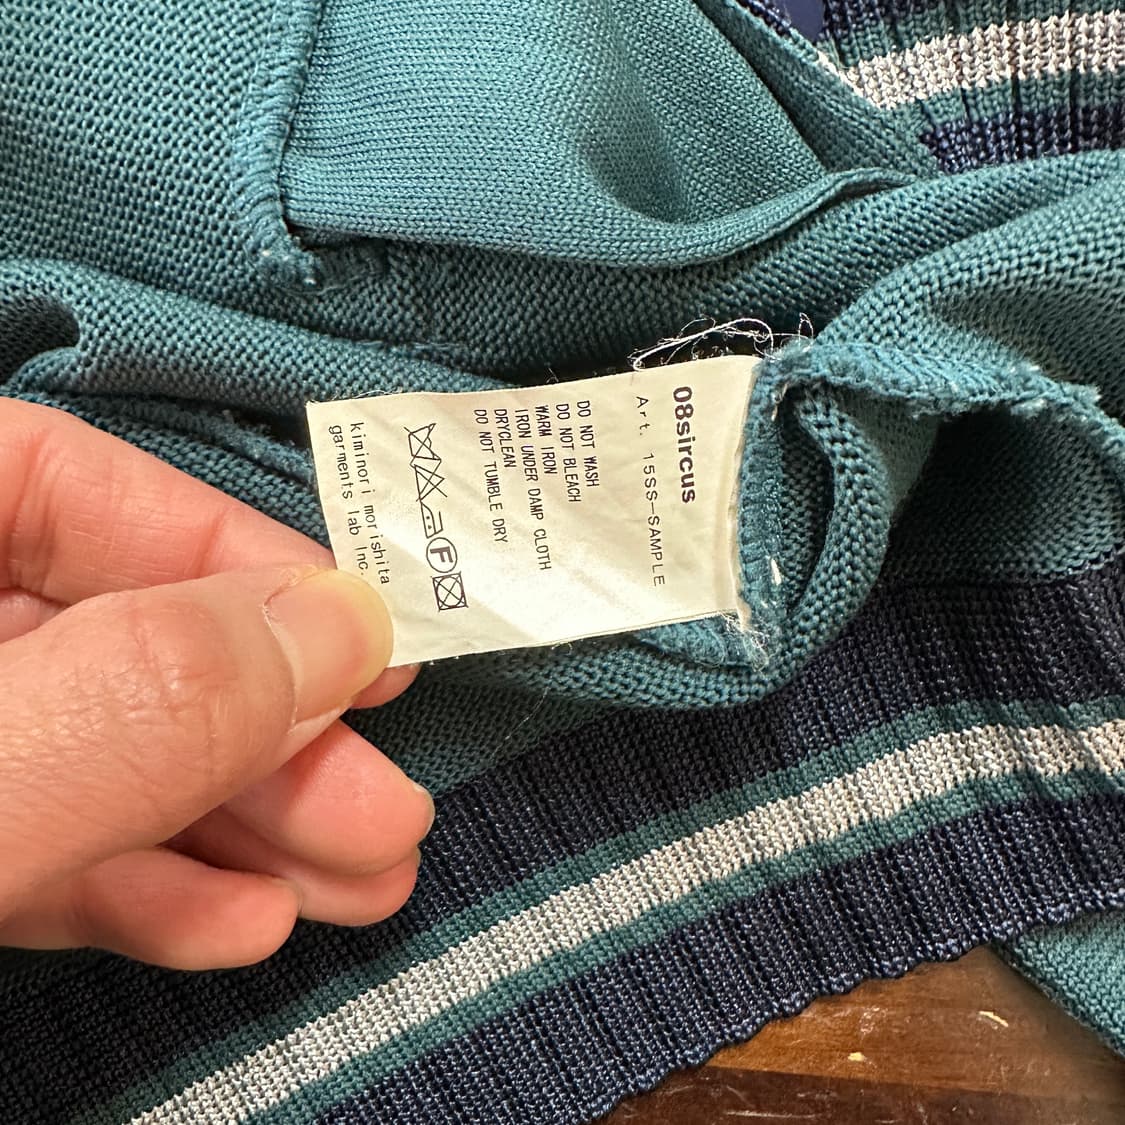 08sircus
Art. 15SS-SAMPLE
DO NOT WASH
DO NOT BLEACH
WARM IRON
IRON UNDER DAMP CLOTH
DRYCLEAN
DO NOT TUMBLE DRY
F
kiminori morishita
garments lab Inc.